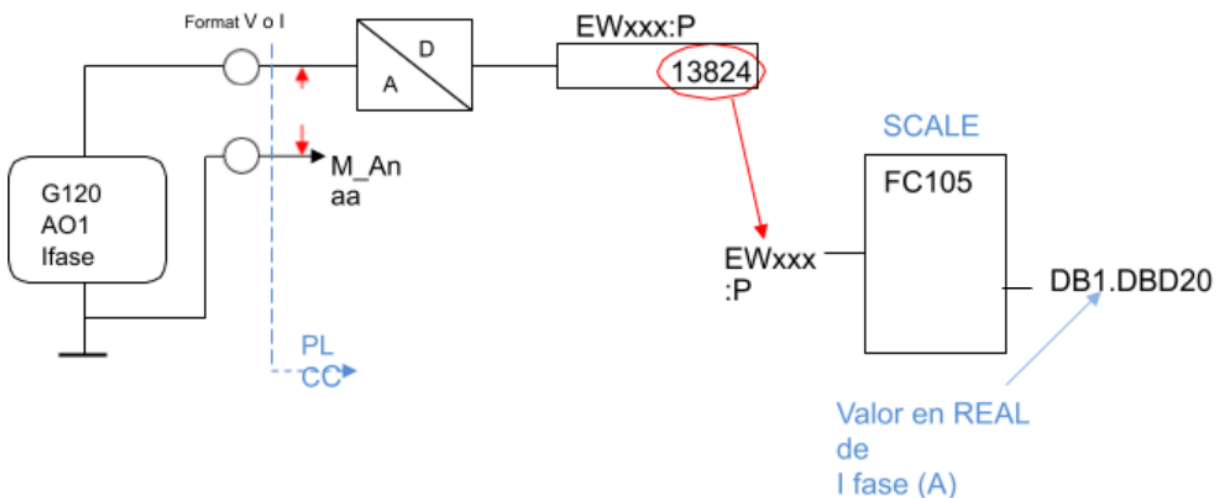 Format V o I
EWxxx:P
D
A
13824
M_An
aa
G120
AO1
Ifase
SCALE
FC105
EWxxx
:P
DB1.DBD20
PL
CC
Valor en REAL
de
I fase (A)